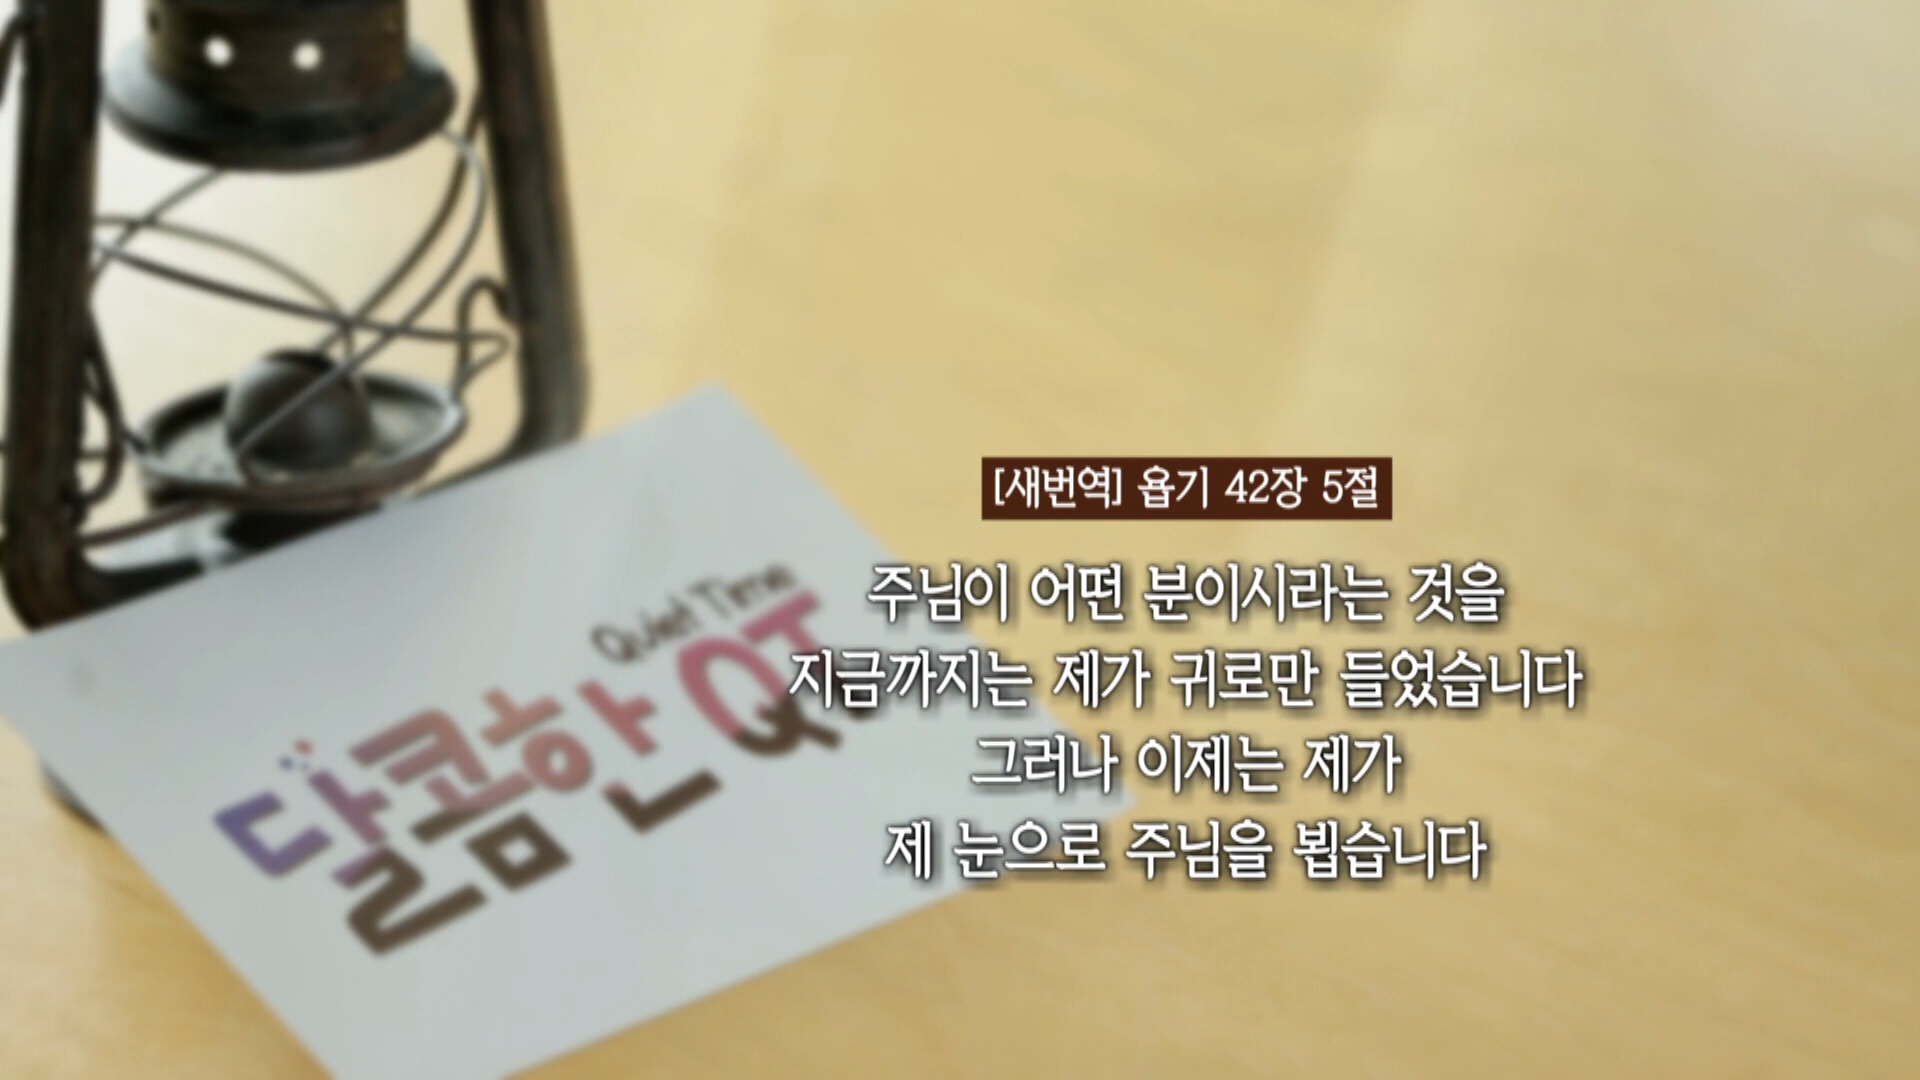 [새번역] 욥기 42장 5절
주님이 어떤 분이시라는 것을
지금까지는 제가 귀로만 들었습니다
그러나 이제는 제가
제 눈으로 주님을 뵙습니다
Quiet Time
달콤한 QT